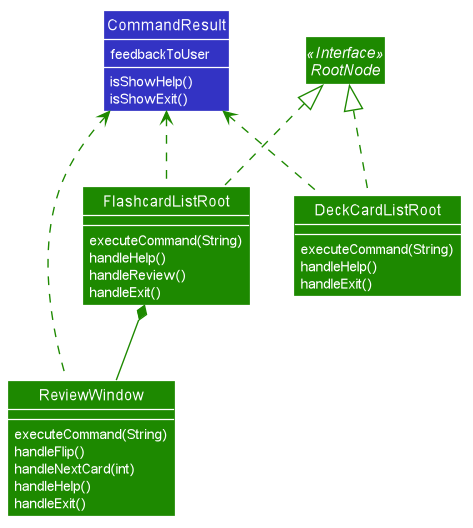 CommandResult
feedbackToUser
isShowHelp()
isShowExit()
«Interface»
RootNode
FlashcardListRoot
executeCommand(String)
handleHelp()
handleReview()
handleExit()
DeckCardListRoot
executeCommand(String)
handleHelp()
handleExit()
ReviewWindow
executeCommand(String)
handleFlip()
handleNextCard(int)
handleHelp()
handleExit()